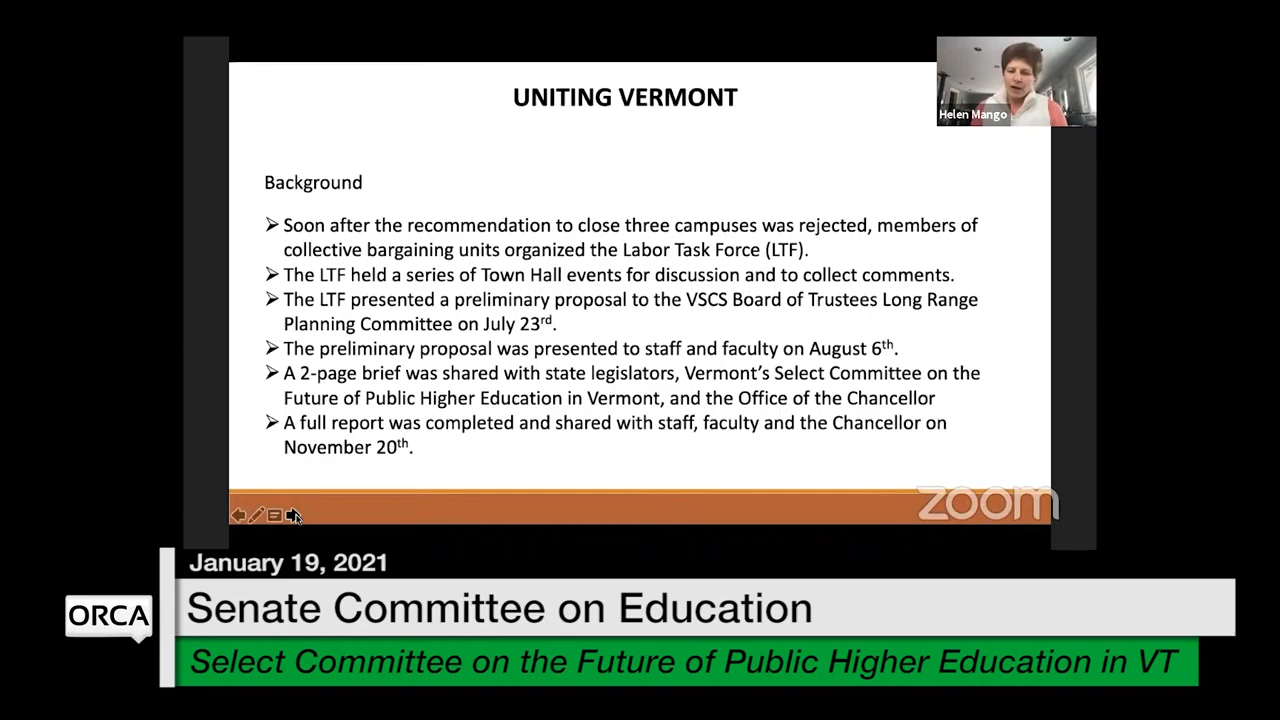 UNITING VERMONT
Helen Mango
Background
➢ Soon after the recommendation to close three campuses was rejected, members of
collective bargaining units organized the Labor Task Force (LTF).
➢ The LTF held a series of Town Hall events for discussion and to collect comments.
➢ The LTF presented a preliminary proposal to the VSCS Board of Trustees Long Range
Planning Committee on July 23rd.
➢ The preliminary proposal was presented to staff and faculty on August 6th.
➢ A 2-page brief was shared with state legislators, Vermont’s Select Committee on the
Future of Public Higher Education in Vermont, and the Office of the Chancellor
➢ A full report was completed and shared with staff, faculty and the Chancellor on
November 20th.
zoom
January 19, 2021
ORCA
Senate Committee on Education
Select Committee on the Future of Public Higher Education in VT